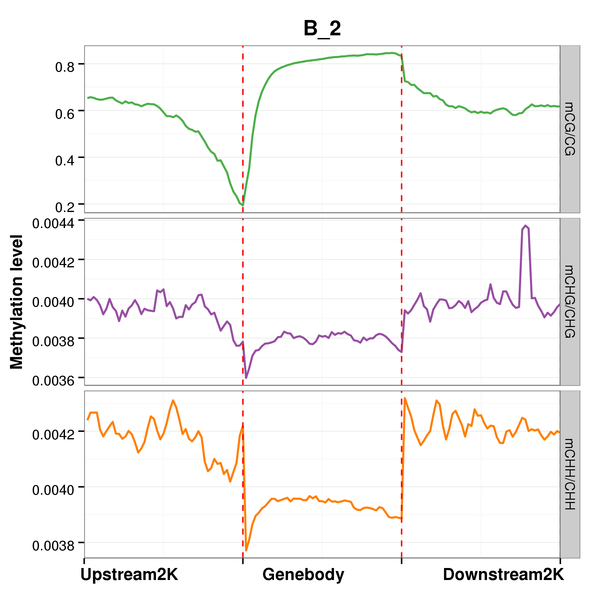 B_2
Methylation level
0.8
0.6
0.4
0.2
mCG/CG
0.0044
0.0042
0.0040
0.0038
0.0036
mCHG/CHG
0.0042
0.0040
0.0038
mCHH/CHH
Upstream2K Genebody Downstream2K